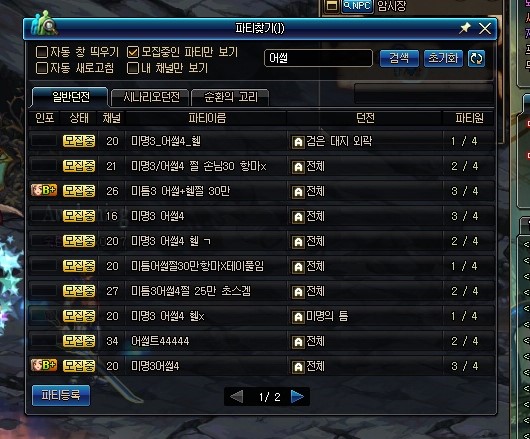 NPC 암시장
파티찾기(I)
자동 창 띄우기 모집중인 파티만 보기
자동 새로고침 내 채널만 보기
어썰 검색 초기화
일반던전 시나리오던전 순환의 고리
인포 상태 채널 파티이름 던전 파티원
모집중 20 미명3_어썰4_헬 A 검은 대지 외곽 1 / 4
모집중 21 미명3/어썰4 쩔 손님30 항마x A 전체 2 / 4
B+ 모집중 26 미틈3 어썰+헬쩔 30만 A 전체 3 / 4
모집중 16 미명3 어썰4 A 전체 3 / 4
모집중 20 미명3 어썰4 헬 ㄱ A 전체 2 / 4
모집중 20 미틈어썰쩔30만항마X테이풀임 A 전체 1 / 4
모집중 27 미틈3어썰4쩔 25만 초스겜 A 전체 2 / 4
모집중 20 미명3 어썰4 헬x A 미명의 틈 1 / 4
모집중 34 어썰트44444 A 전체 2 / 4
B+ 모집중 20 미명3어썰4 A 전체 3 / 4
파티등록 1 / 2